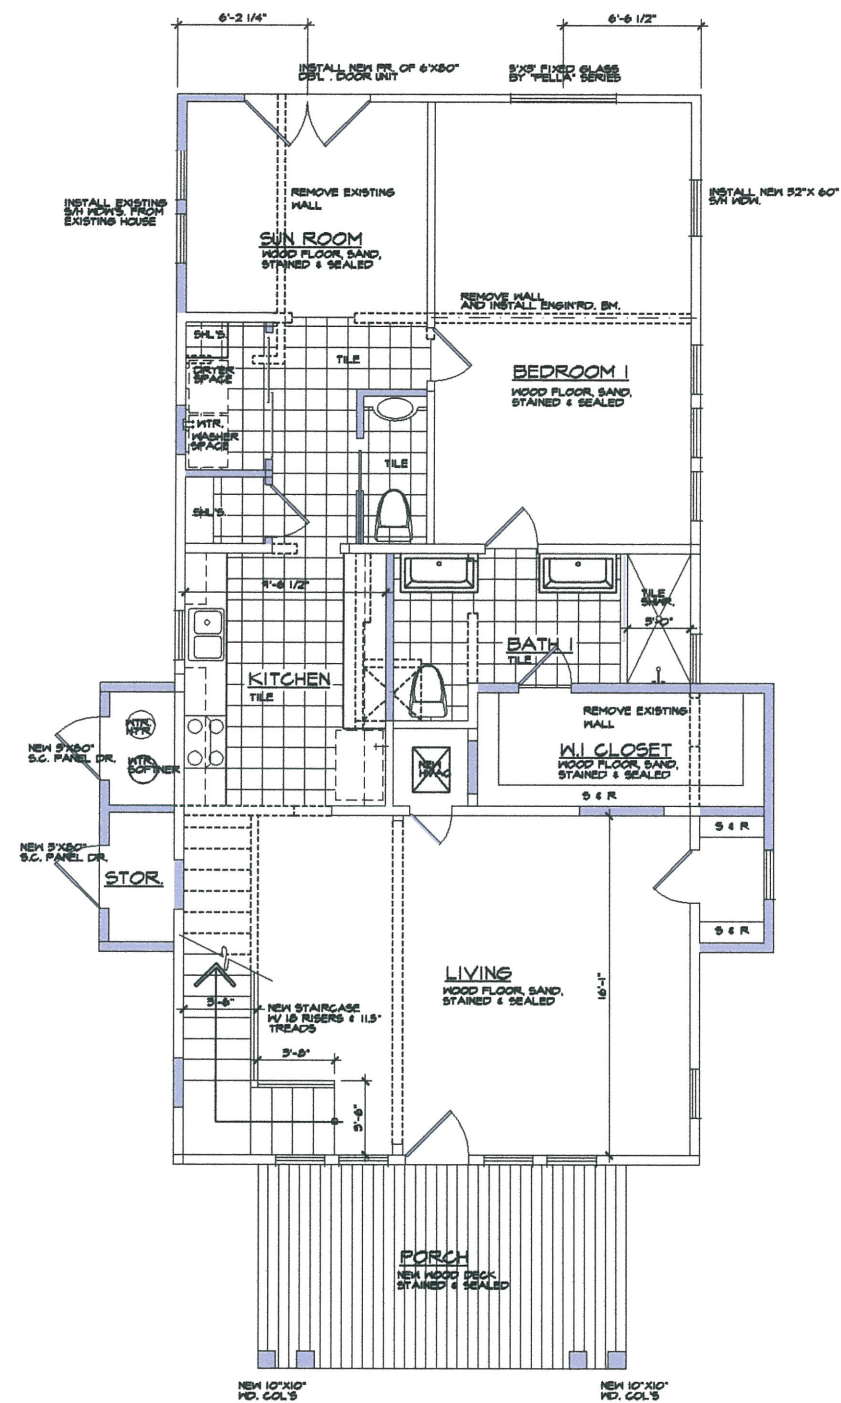 6'-2 1/4"
6'-6 1/2"
INSTALL NEW PR. OF 6'X80"
DBL. DOOR UNIT
5'X5' FIXED GLASS
BY "PELLA" SERIES
INSTALL EXISTING
S/H WDW'S. FROM
EXISTING HOUSE
REMOVE EXISTING
WALL
INSTALL NEW 32"X 60"
S/H WDW.
SUN ROOM
WOOD FLOOR, SAND,
STAINED & SEALED
REMOVE WALL
AND INSTALL ENGIN'RD. BM.
SHL'S.
TILE
DRYER
SPACE
BEDROOM 1
WOOD FLOOR, SAND,
STAINED & SEALED
WTR.
WASHER
SPACE
TILE
SHL'S.
9'-6 1/2"
TILE
SHWR.
3'-0"
BATH 1
TILE
KITCHEN
TILE
REMOVE EXISTING
WALL
WTR.
HTR.
NEW 3'X80"
S.C. PANEL DR.
WTR.
SOFTNER
NEW
HVAC
W.I CLOSET
WOOD FLOOR, SAND,
STAINED & SEALED
S & R
S & R
NEW 3'X80"
S.C. PANEL DR.
STOR.
S & R
LIVING
WOOD FLOOR, SAND,
STAINED & SEALED
16'-1"
3'-6"
NEW STAIRCASE
W/ 18 RISERS & 11.5"
TREADS
3'-8"
3'-6"
PORCH
NEW WOOD DECK
STAINED & SEALED
NEW 10"X10"
WD. COL'S
NEW 10"X10"
WD. COL'S